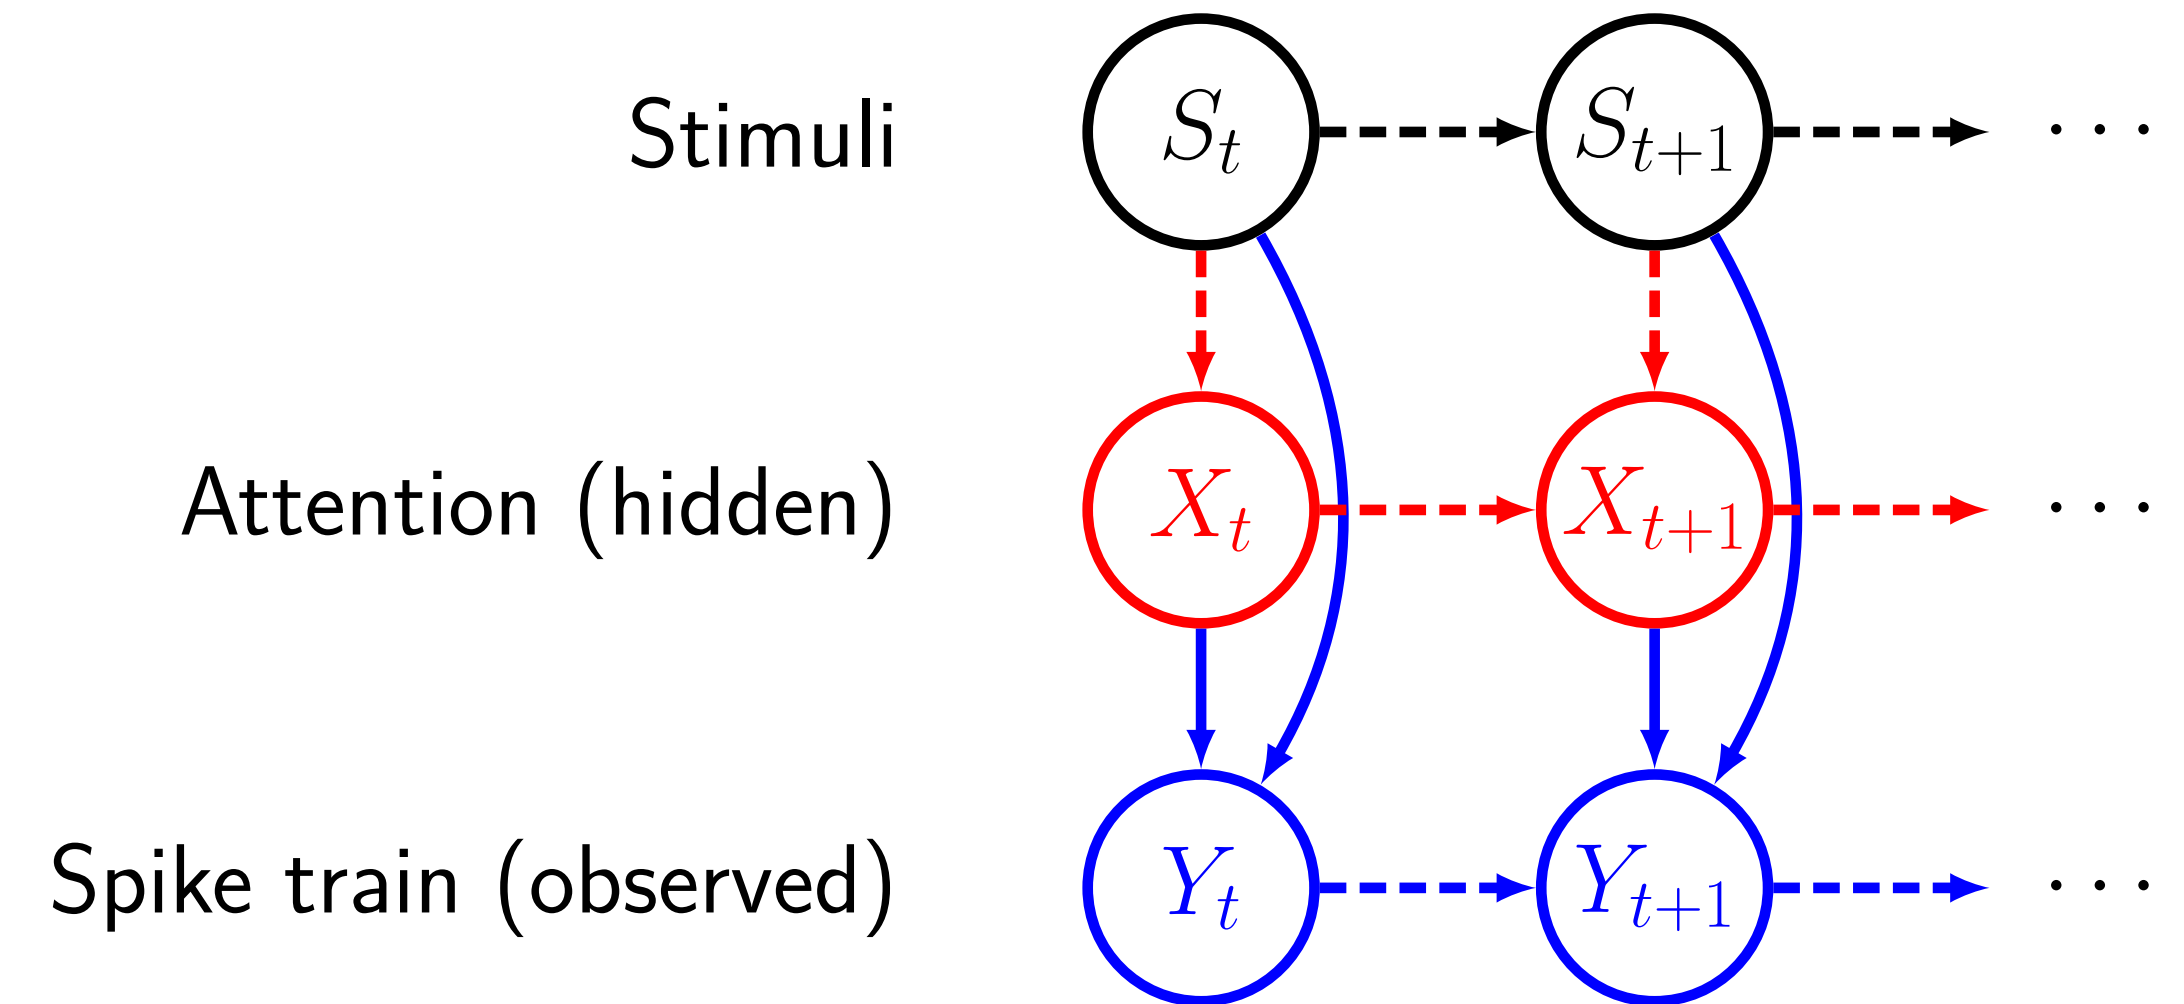 Stimuli S_t S_{t+1} ...
Attention (hidden) X_t X_{t+1} ...
Spike train (observed) Y_t Y_{t+1} ...